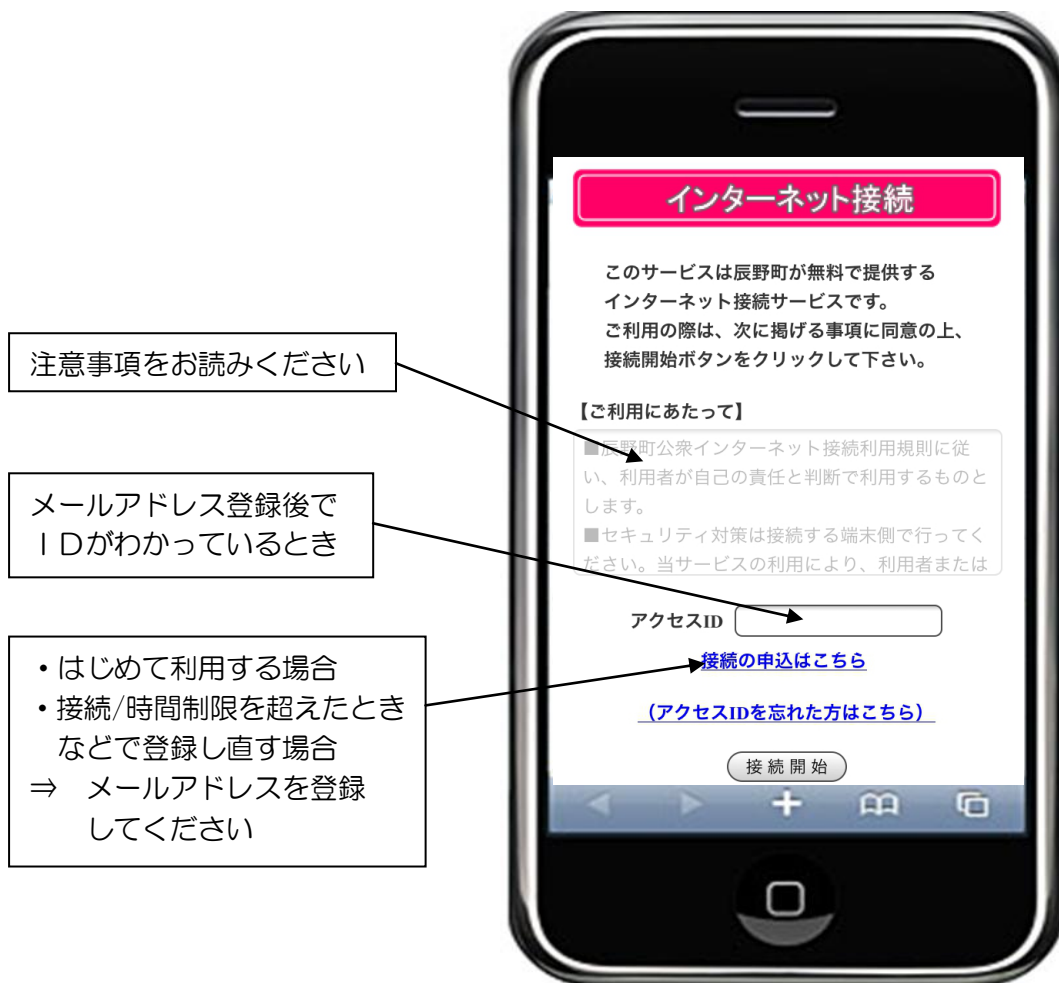 インターネット接続
このサービスは辰野町が無料で提供する
インターネット接続サービスです。
ご利用の際は、次に掲げる事項に同意の上、
接続開始ボタンをクリックして下さい。
注意事項をお読みください
【ご利用にあたって】
■辰野町公衆インターネット接続利用規則に従
い、利用者が自己の責任と判断で利用するものと
します。
■セキュリティ対策は接続する端末側で行ってく
ださい。当サービスの利用により、利用者または
メールアドレス登録後で
ＩＤがわかっているとき
アクセスID
・はじめて利用する場合
・接続/時間制限を超えたとき
などで登録し直す場合
⇒　メールアドレスを登録
してください
接続の申込はこちら
（アクセスIDを忘れた方はこちら）
接続開始